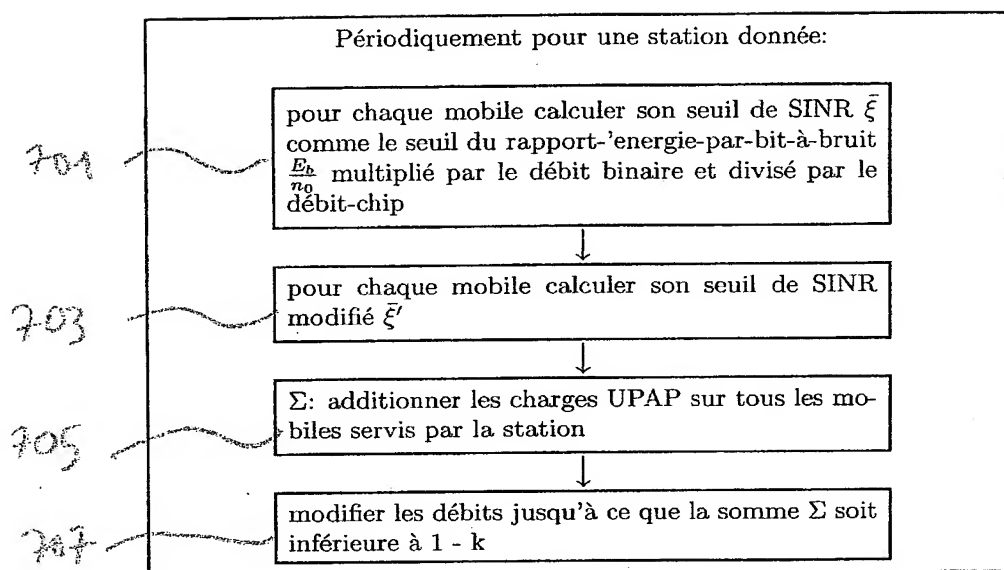 Périodiquement pour une station donnée:
701
pour chaque mobile calculer son seuil de SINR ξ̄
comme le seuil du rapport-'energie-par-bit-à-bruit
E_b/n_0 multiplié par le débit binaire et divisé par le
débit-chip
↓
703
pour chaque mobile calculer son seuil de SINR
modifié ξ̄′
↓
705
Σ: additionner les charges UPAP sur tous les mo-
biles servis par la station
↓
707
modifier les débits jusqu'à ce que la somme Σ soit
inférieure à 1 - k